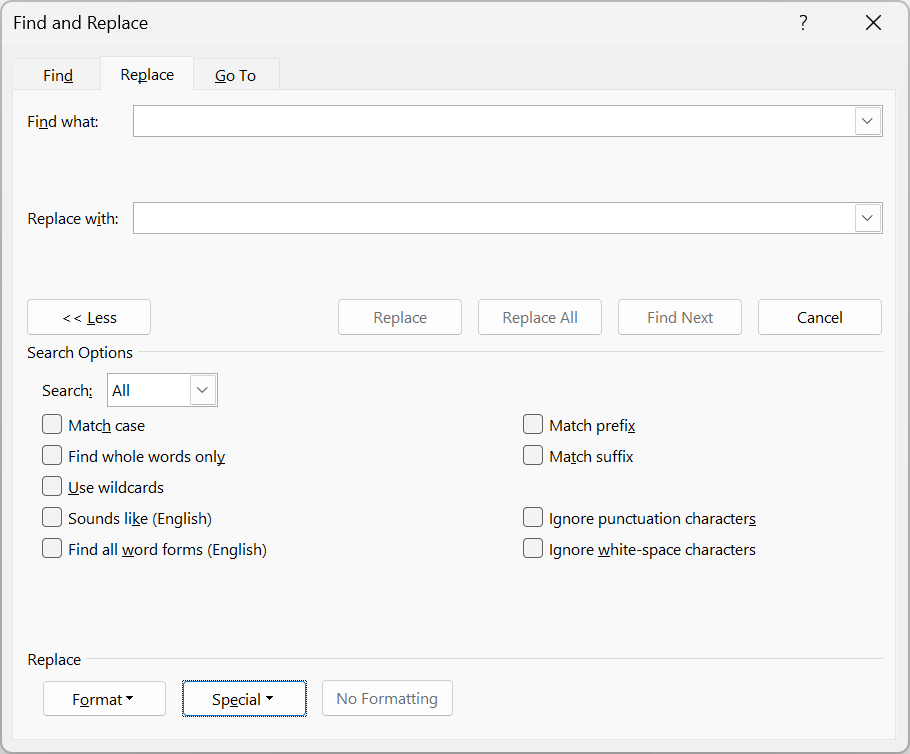 Find and Replace ?
Find Replace Go To
Find what:
Replace with:
<< Less Replace Replace All Find Next Cancel
Search Options
Search: All
Match case Match prefix
Find whole words only Match suffix
Use wildcards
Sounds like (English) Ignore punctuation characters
Find all word forms (English) Ignore white-space characters
Replace
Format Special No Formatting